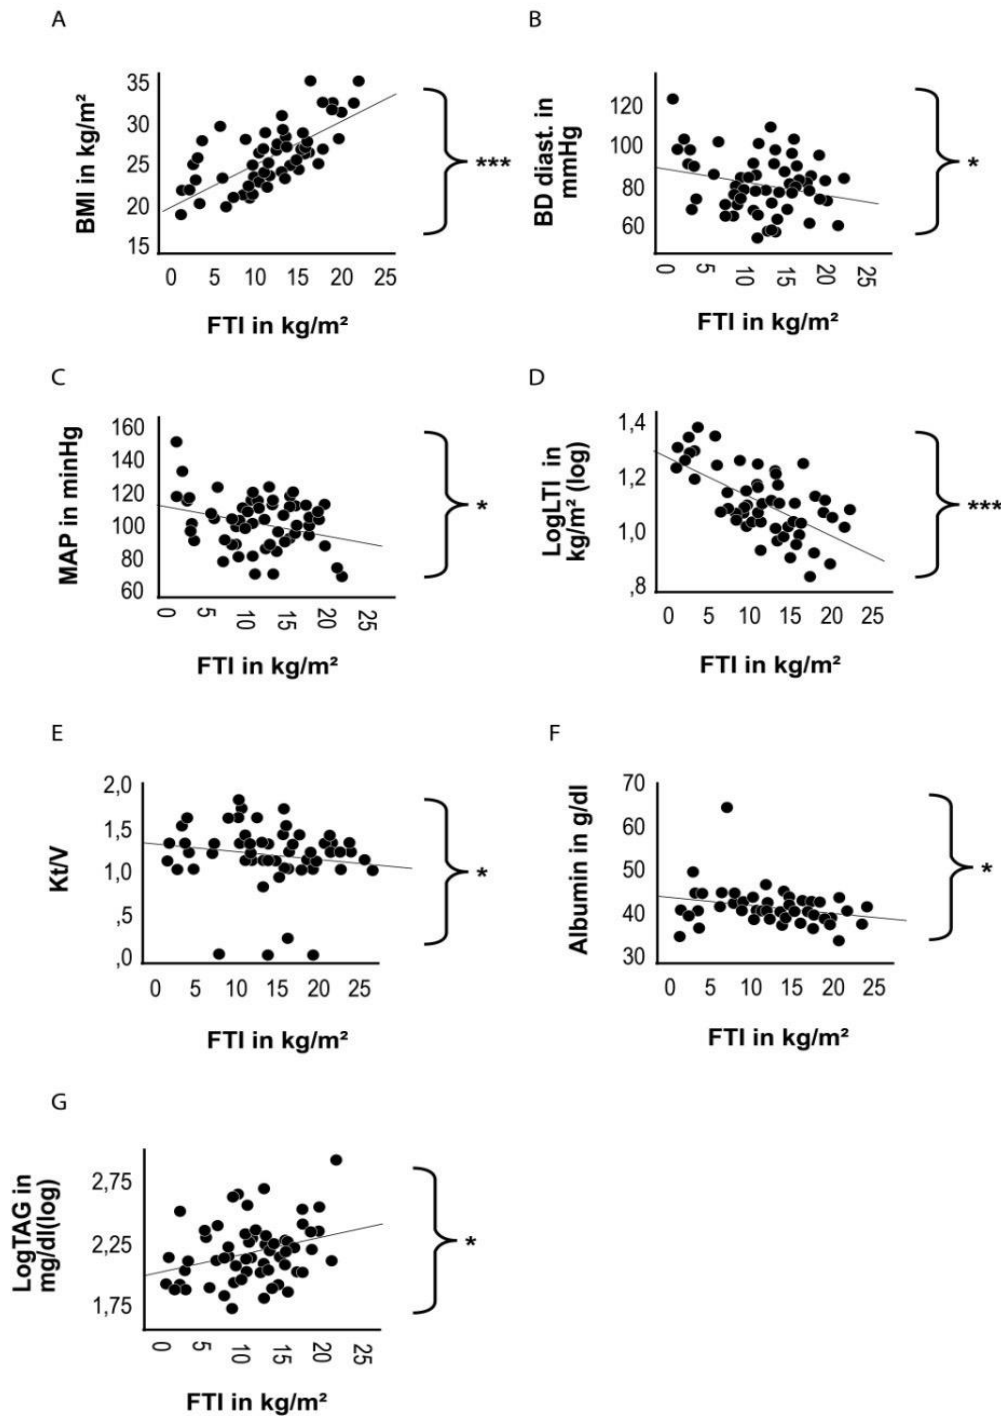 A
BMI in kg/m²
35
30
25
20
15
0 5 10 15 20 25
FTI in kg/m²
***
B
BD diast. in
mmHg
120
100
80
60
0 5 10 15 20 25
FTI in kg/m²
*
C
MAP in minHg
160
140
120
100
80
60
0 5 10 15 20 25
FTI in kg/m²
*
D
LogLTI in
kg/m² (log)
1,4
1,2
1,0
,8
0 5 10 15 20 25
FTI in kg/m²
***
E
Kt/V
2,0
1,5
1,0
,5
,0
0 5 10 15 20 25
FTI in kg/m²
*
F
Albumin in g/dl
70
60
50
40
30
0 5 10 15 20 25
FTI in kg/m²
*
G
LogTAG in
mg/dl(log)
2,75
2,25
1,75
0 5 10 15 20 25
FTI in kg/m²
*